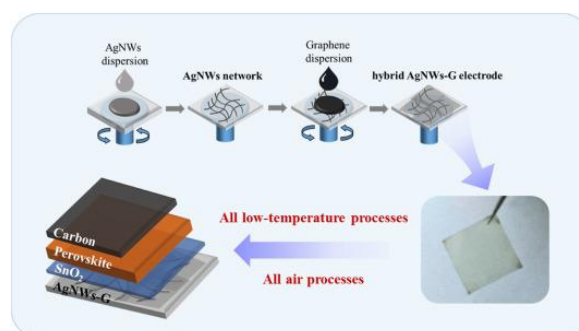 AgNWs
dispersion
AgNWs network
Graphene
dispersion
hybrid AgNWs-G electrode
All low-temperature processes
All air processes
Carbon
Perovskite
SnO₂
AgNWs-G